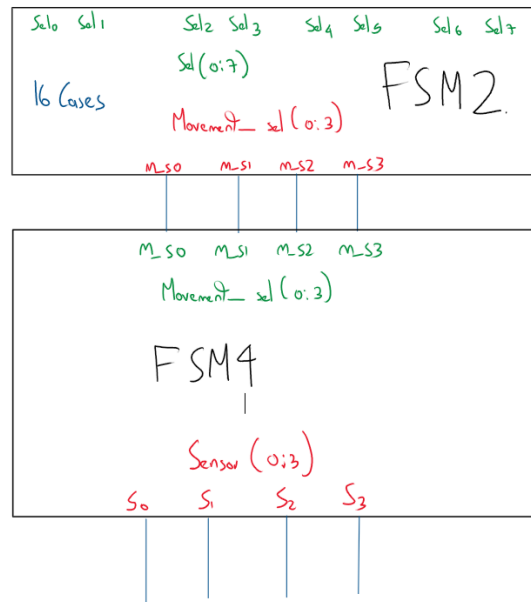 Sel0 Sel1 Sel2 Sel3 Sel4 Sel5 Sel6 Sel7
Sel(0:7)
16 Cases
FSM2.
Movement_sel(0:3)
m_s0 m_s1 m_s2 m_s3
m_s0 m_s1 m_s2 m_s3
Movement_sel(0:3)
FSM4
Sensor(0:3)
S0 S1 S2 S3